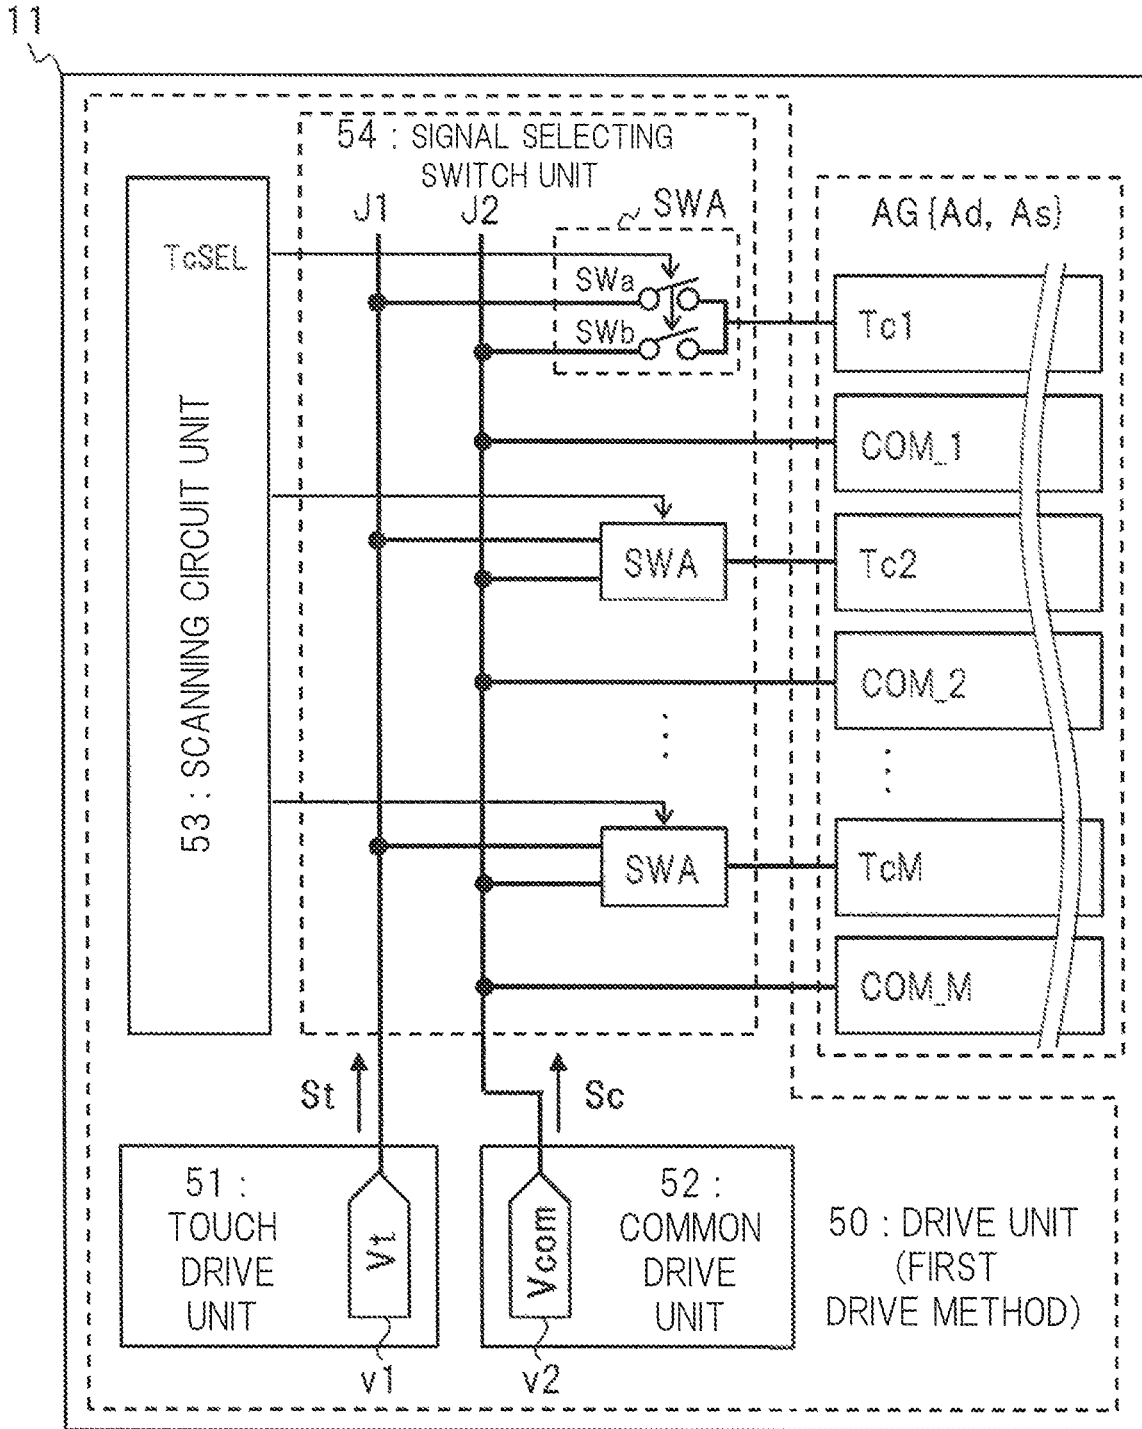 11
54 : SIGNAL SELECTING
SWITCH UNIT
J1
J2
SWA
AG{Ad, As}
TcSEL
SWa
SWb
Tc1
COM_1
53 : SCANNING CIRCUIT UNIT
SWA
Tc2
COM_2
SWA
TcM
COM_M
St
Sc
51 :
TOUCH
DRIVE
UNIT
Vt
52 :
COMMON
DRIVE
UNIT
Vcom
50 : DRIVE UNIT
(FIRST
DRIVE METHOD)
v1
v2